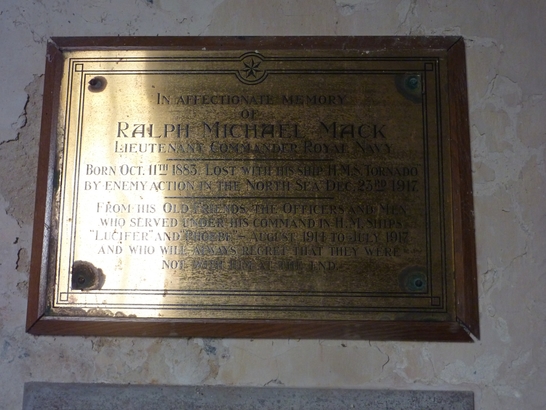 IN AFFECTIONATE MEMORY
OF
RALPH MICHAEL MACK
LIEUTENANT COMMANDER ROYAL NAVY
BORN OCT. 11TH 1883. LOST WITH HIS SHIP H.M.S. TORNADO
BY ENEMY ACTION IN THE NORTH SEA DEC. 23RD 1917.
FROM HIS OLD FRIENDS, THE OFFICERS AND MEN,
WHO SERVED UNDER HIS COMMAND IN H.M. SHIPS
"LUCIFER" AND PHOEBE - AUGUST 1914 TO JULY 1917
AND WHO WILL ALWAYS REGRET THAT THEY WERE
NOT WITH HIM AT THE END.